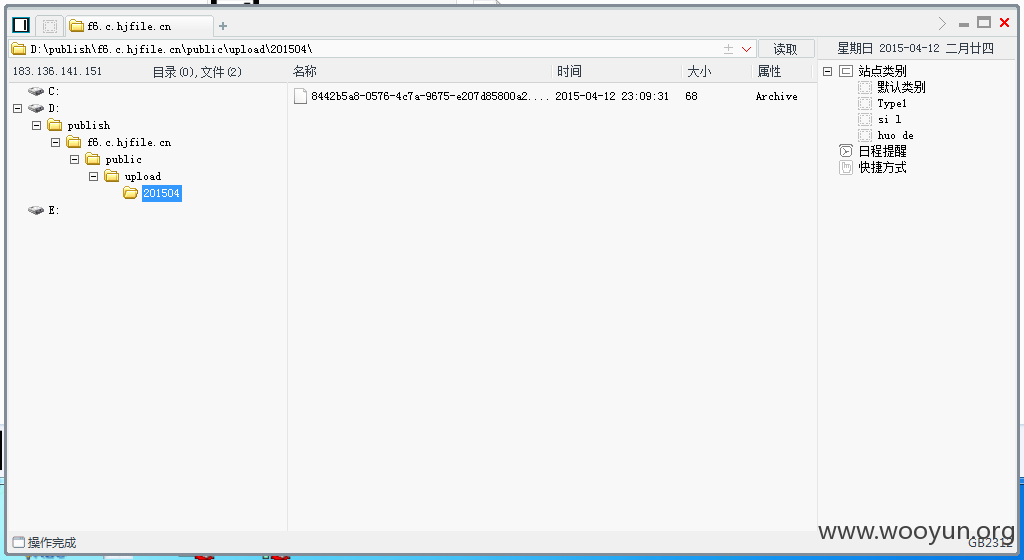 f6.c.hjfile.cn
D:\publish\f6.c.hjfile.cn\public\upload\201504\
读取
星期日 2015-04-12 二月廿四
183.136.141.151
目录(0),文件(2)
名称
时间
大小
属性
C:
D:
publish
f6.c.hjfile.cn
public
upload
201504
E:
8442b5a8-0576-4c7a-9675-e207d85800a2....
2015-04-12 23:09:31
68
Archive
站点类别
默认类别
Type1
si l
huo de
日程提醒
快捷方式
操作完成
www.wooyun.org
GB2312